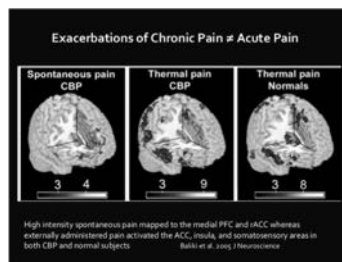 Exacerbations of Chronic Pain ≠ Acute Pain
Spontaneous pain
CBP
Thermal pain
CBP
Thermal pain
Normals
3 4
3 9
3 8
High intensity spontaneous pain mapped to the medial PFC and rACC whereas
externally administered pain activated the ACC, insula, and somatosensory areas in
both CBP and normal subjects Baliki et al. 2005 J Neuroscience